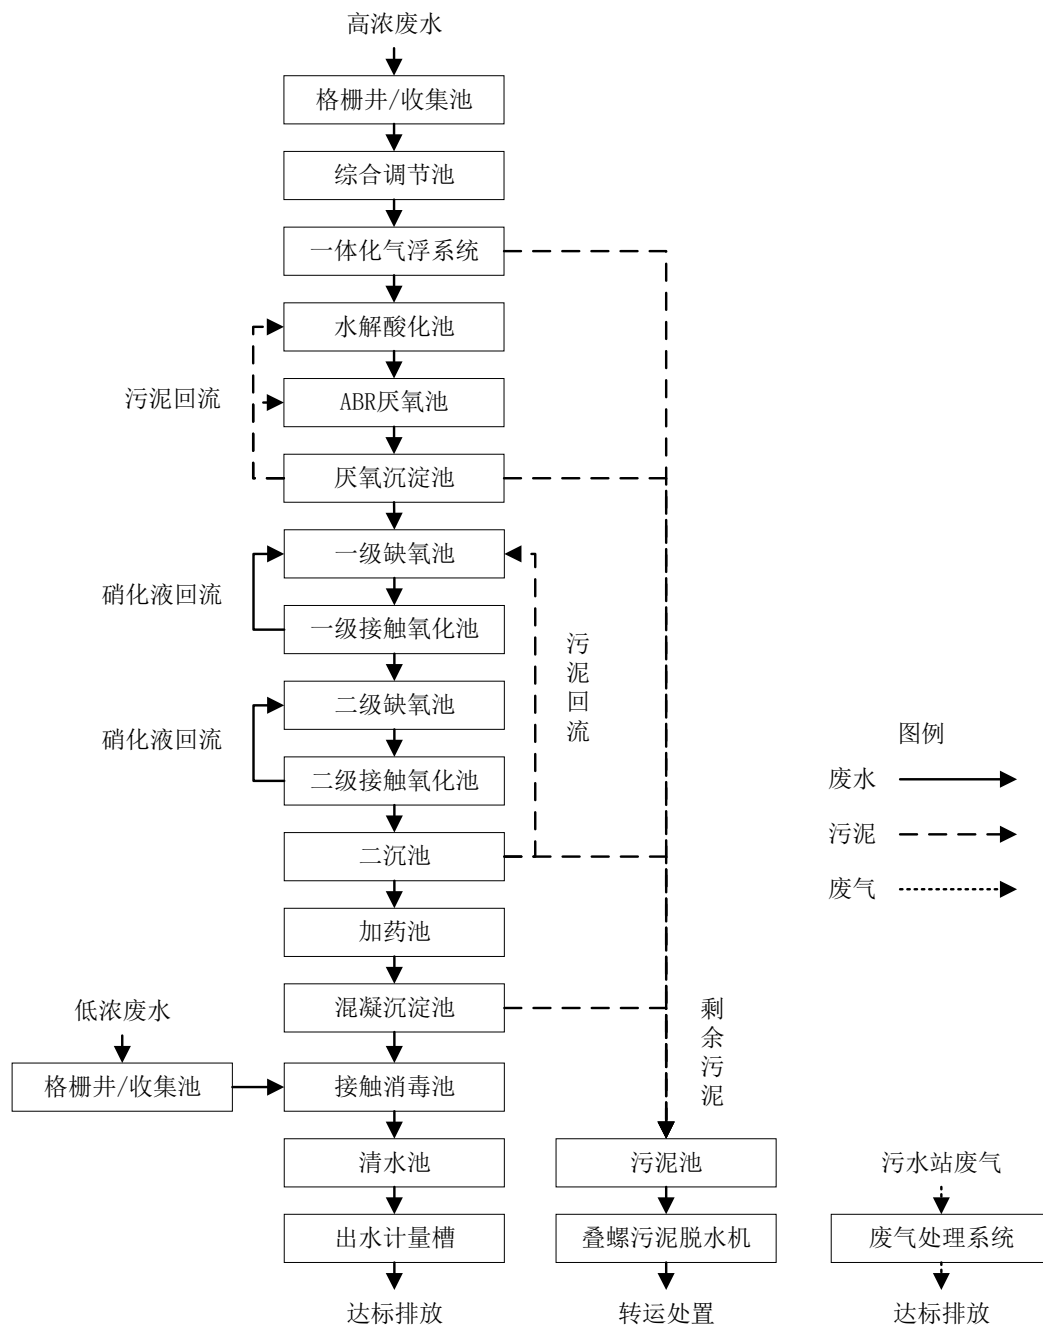 高浓废水
格栅井/收集池
综合调节池
一体化气浮系统
水解酸化池
污泥回流
ABR厌氧池
厌氧沉淀池
一级缺氧池
硝化液回流
一级接触氧化池
污泥回流
二级缺氧池
硝化液回流
二级接触氧化池
二沉池
加药池
混凝沉淀池
低浓废水
格栅井/收集池
接触消毒池
剩余污泥
清水池
出水计量槽
达标排放
污泥池
叠螺污泥脱水机
转运处置
图例
废水
污泥
废气
污水站废气
废气处理系统
达标排放